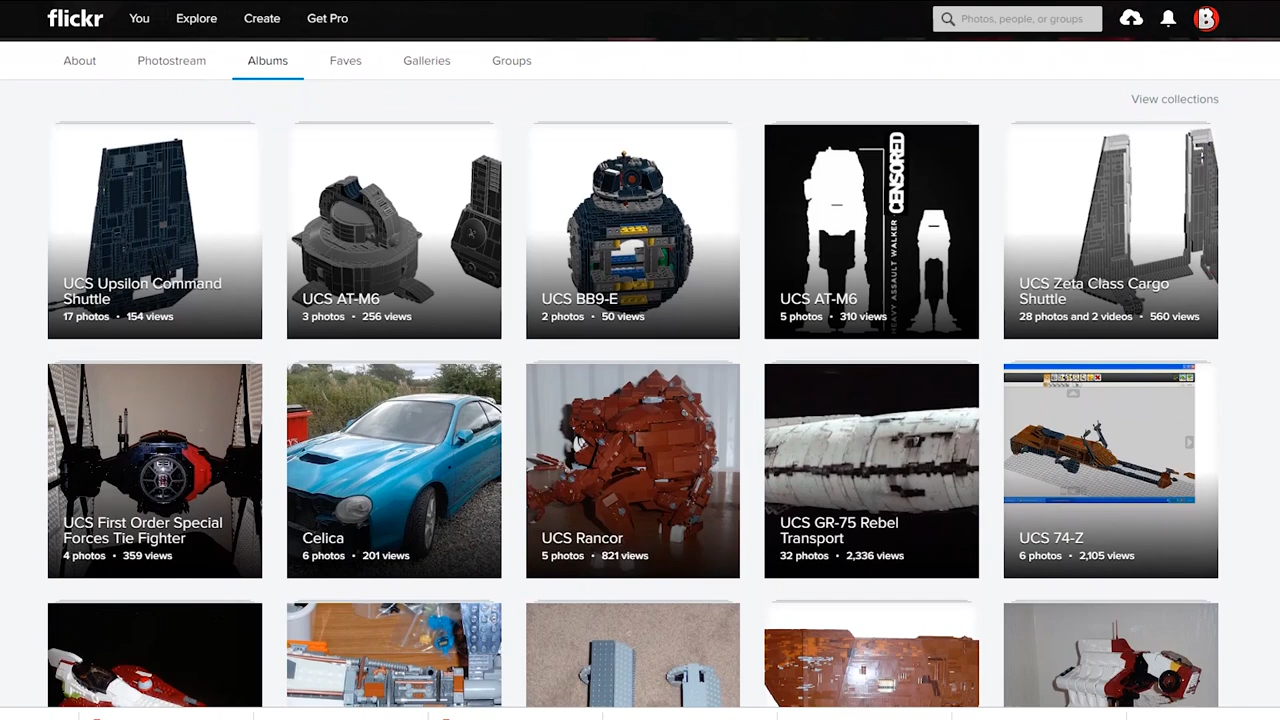 flickr You Explore Create Get Pro Photos, people, or groups B
About Photostream Albums Faves Galleries Groups
View collections
UCS Upsilon Command
Shuttle
17 photos • 154 views
UCS AT-M6
3 photos • 256 views
UCS BB9-E
2 photos • 50 views
CENSORED
HEAVY ASSAULT WALKER
UCS AT-M6
5 photos • 310 views
UCS Zeta Class Cargo
Shuttle
28 photos and 2 videos • 560 views
UCS First Order Special
Forces Tie Fighter
4 photos • 359 views
Celica
6 photos • 201 views
UCS Rancor
5 photos • 821 views
UCS GR-75 Rebel
Transport
32 photos • 2,336 views
UCS 74-Z
6 photos • 2,105 views